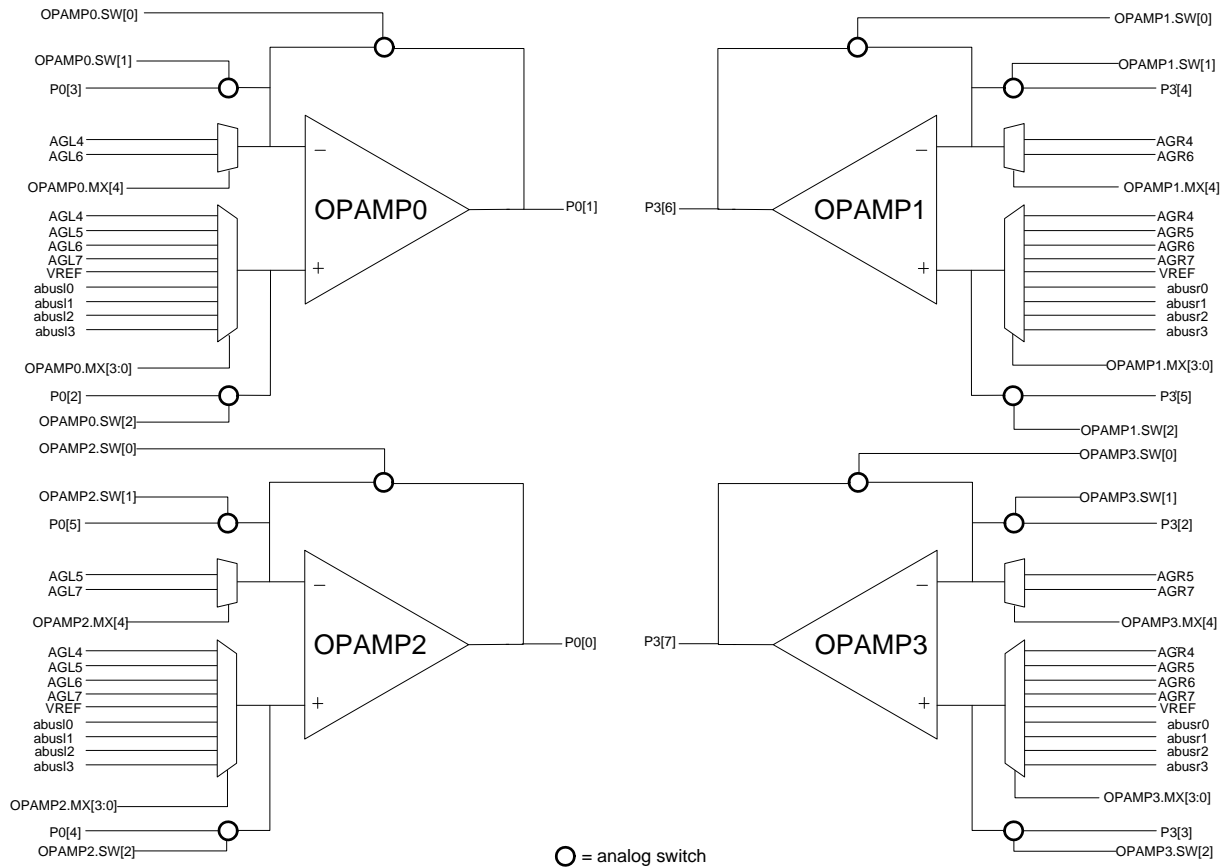 OPAMP0.SW[0]
OPAMP0.SW[1]
P0[3]
AGL4
AGL6
OPAMP0.MX[4]
AGL4
AGL5
AGL6
AGL7
VREF
abusl0
abusl1
abusl2
abusl3
OPAMP0.MX[3:0]
P0[2]
OPAMP0.SW[2]
−
OPAMP0
+
P0[1]
OPAMP1.SW[0]
OPAMP1.SW[1]
P3[4]
AGR4
AGR6
OPAMP1.MX[4]
AGR4
AGR5
AGR6
AGR7
VREF
abusr0
abusr1
abusr2
abusr3
OPAMP1.MX[3:0]
P3[5]
OPAMP1.SW[2]
−
OPAMP1
+
P3[6]
OPAMP2.SW[0]
OPAMP2.SW[1]
P0[5]
AGL5
AGL7
OPAMP2.MX[4]
AGL4
AGL5
AGL6
AGL7
VREF
abusl0
abusl1
abusl2
abusl3
OPAMP2.MX[3:0]
P0[4]
OPAMP2.SW[2]
−
OPAMP2
+
P0[0]
OPAMP3.SW[0]
OPAMP3.SW[1]
P3[2]
AGR5
AGR7
OPAMP3.MX[4]
AGR4
AGR5
AGR6
AGR7
VREF
abusr0
abusr1
abusr2
abusr3
OPAMP3.MX[3:0]
P3[3]
OPAMP3.SW[2]
−
OPAMP3
+
P3[7]
= analog switch